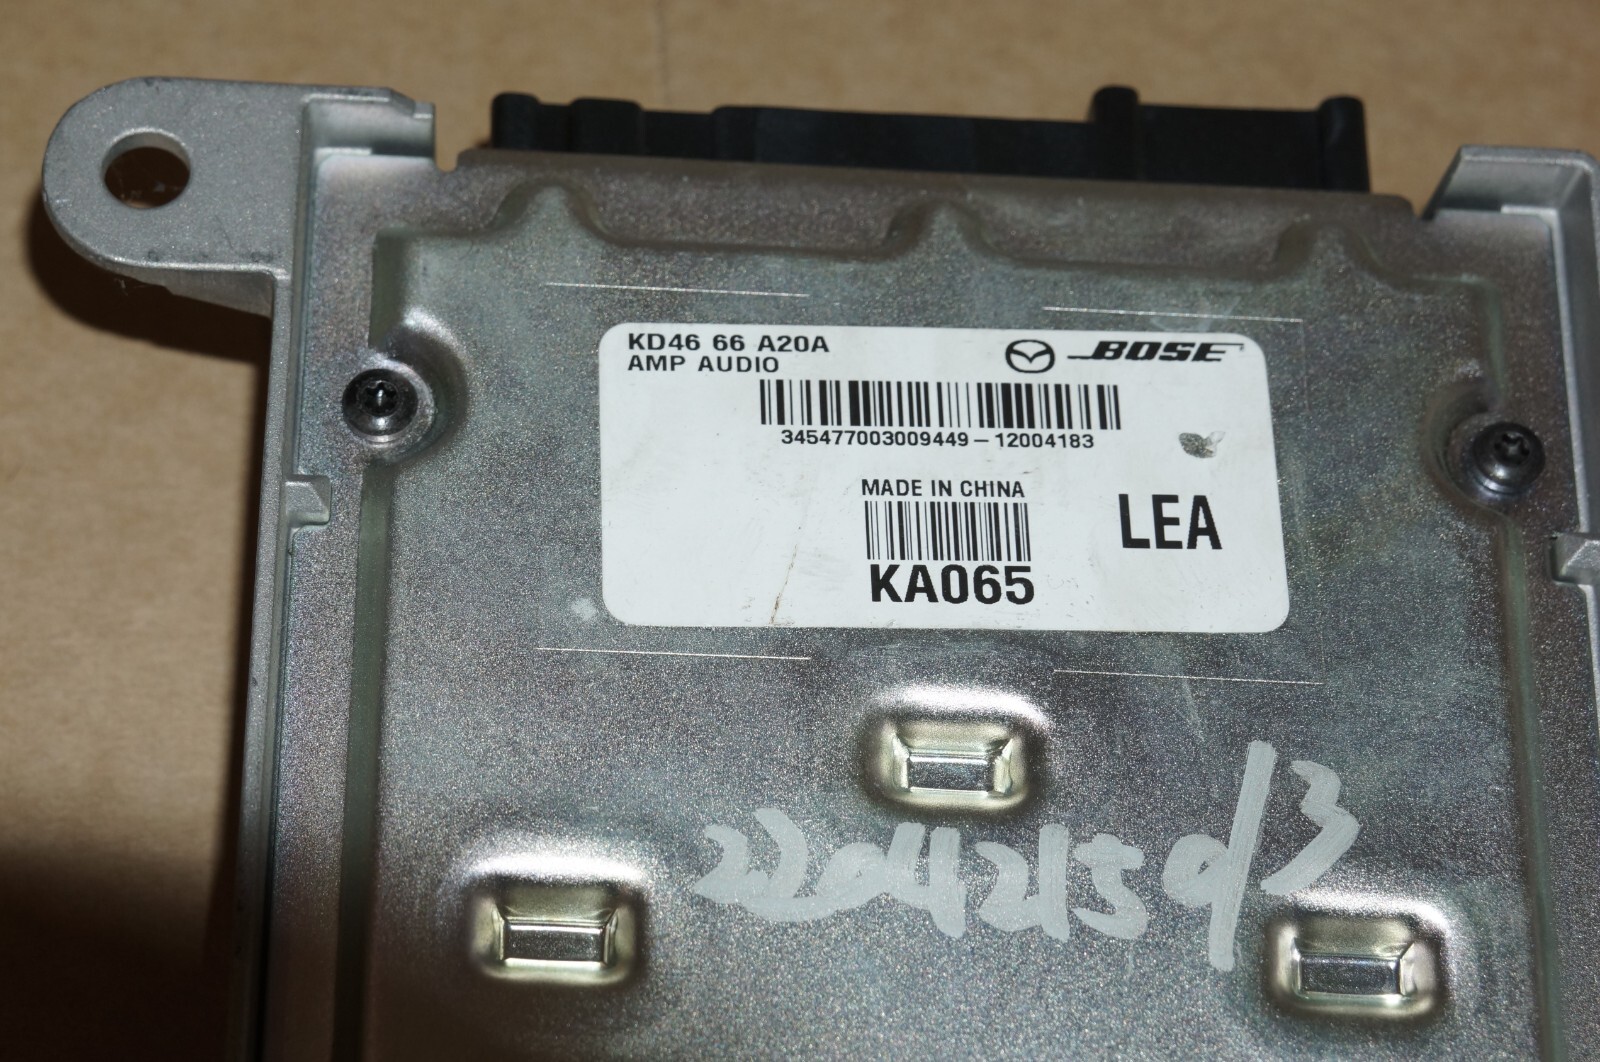 KD46 66 A20A
AMP AUDIO
BOSE
345477003009449-12004183
MADE IN CHINA
LEA
KA065